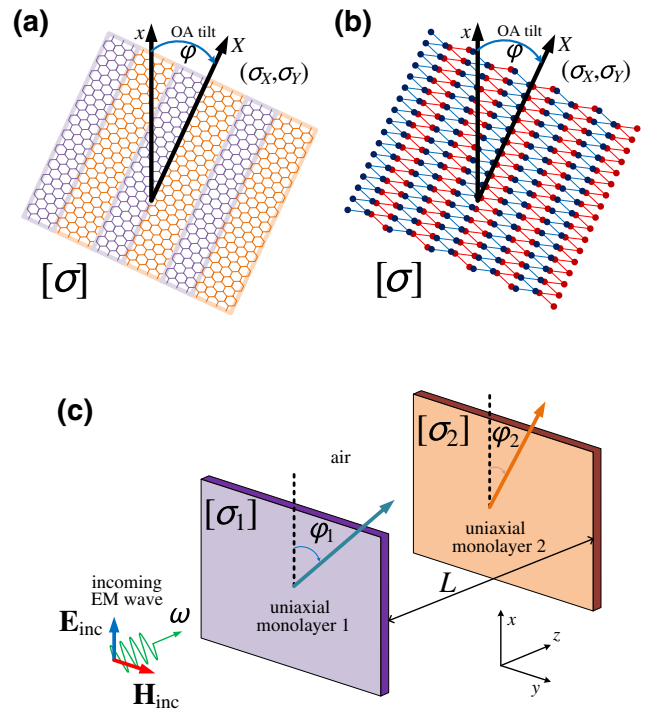 (a)
x
OA tilt
φ
X
(σX,σY)
[σ]
(b)
x
OA tilt
φ
X
(σX,σY)
[σ]
(c)
[σ2]
φ2
air
uniaxial
monolayer 2
[σ1]
φ1
uniaxial
monolayer 1
L
incoming
EM wave
ω
Einc
Hinc
x
z
y